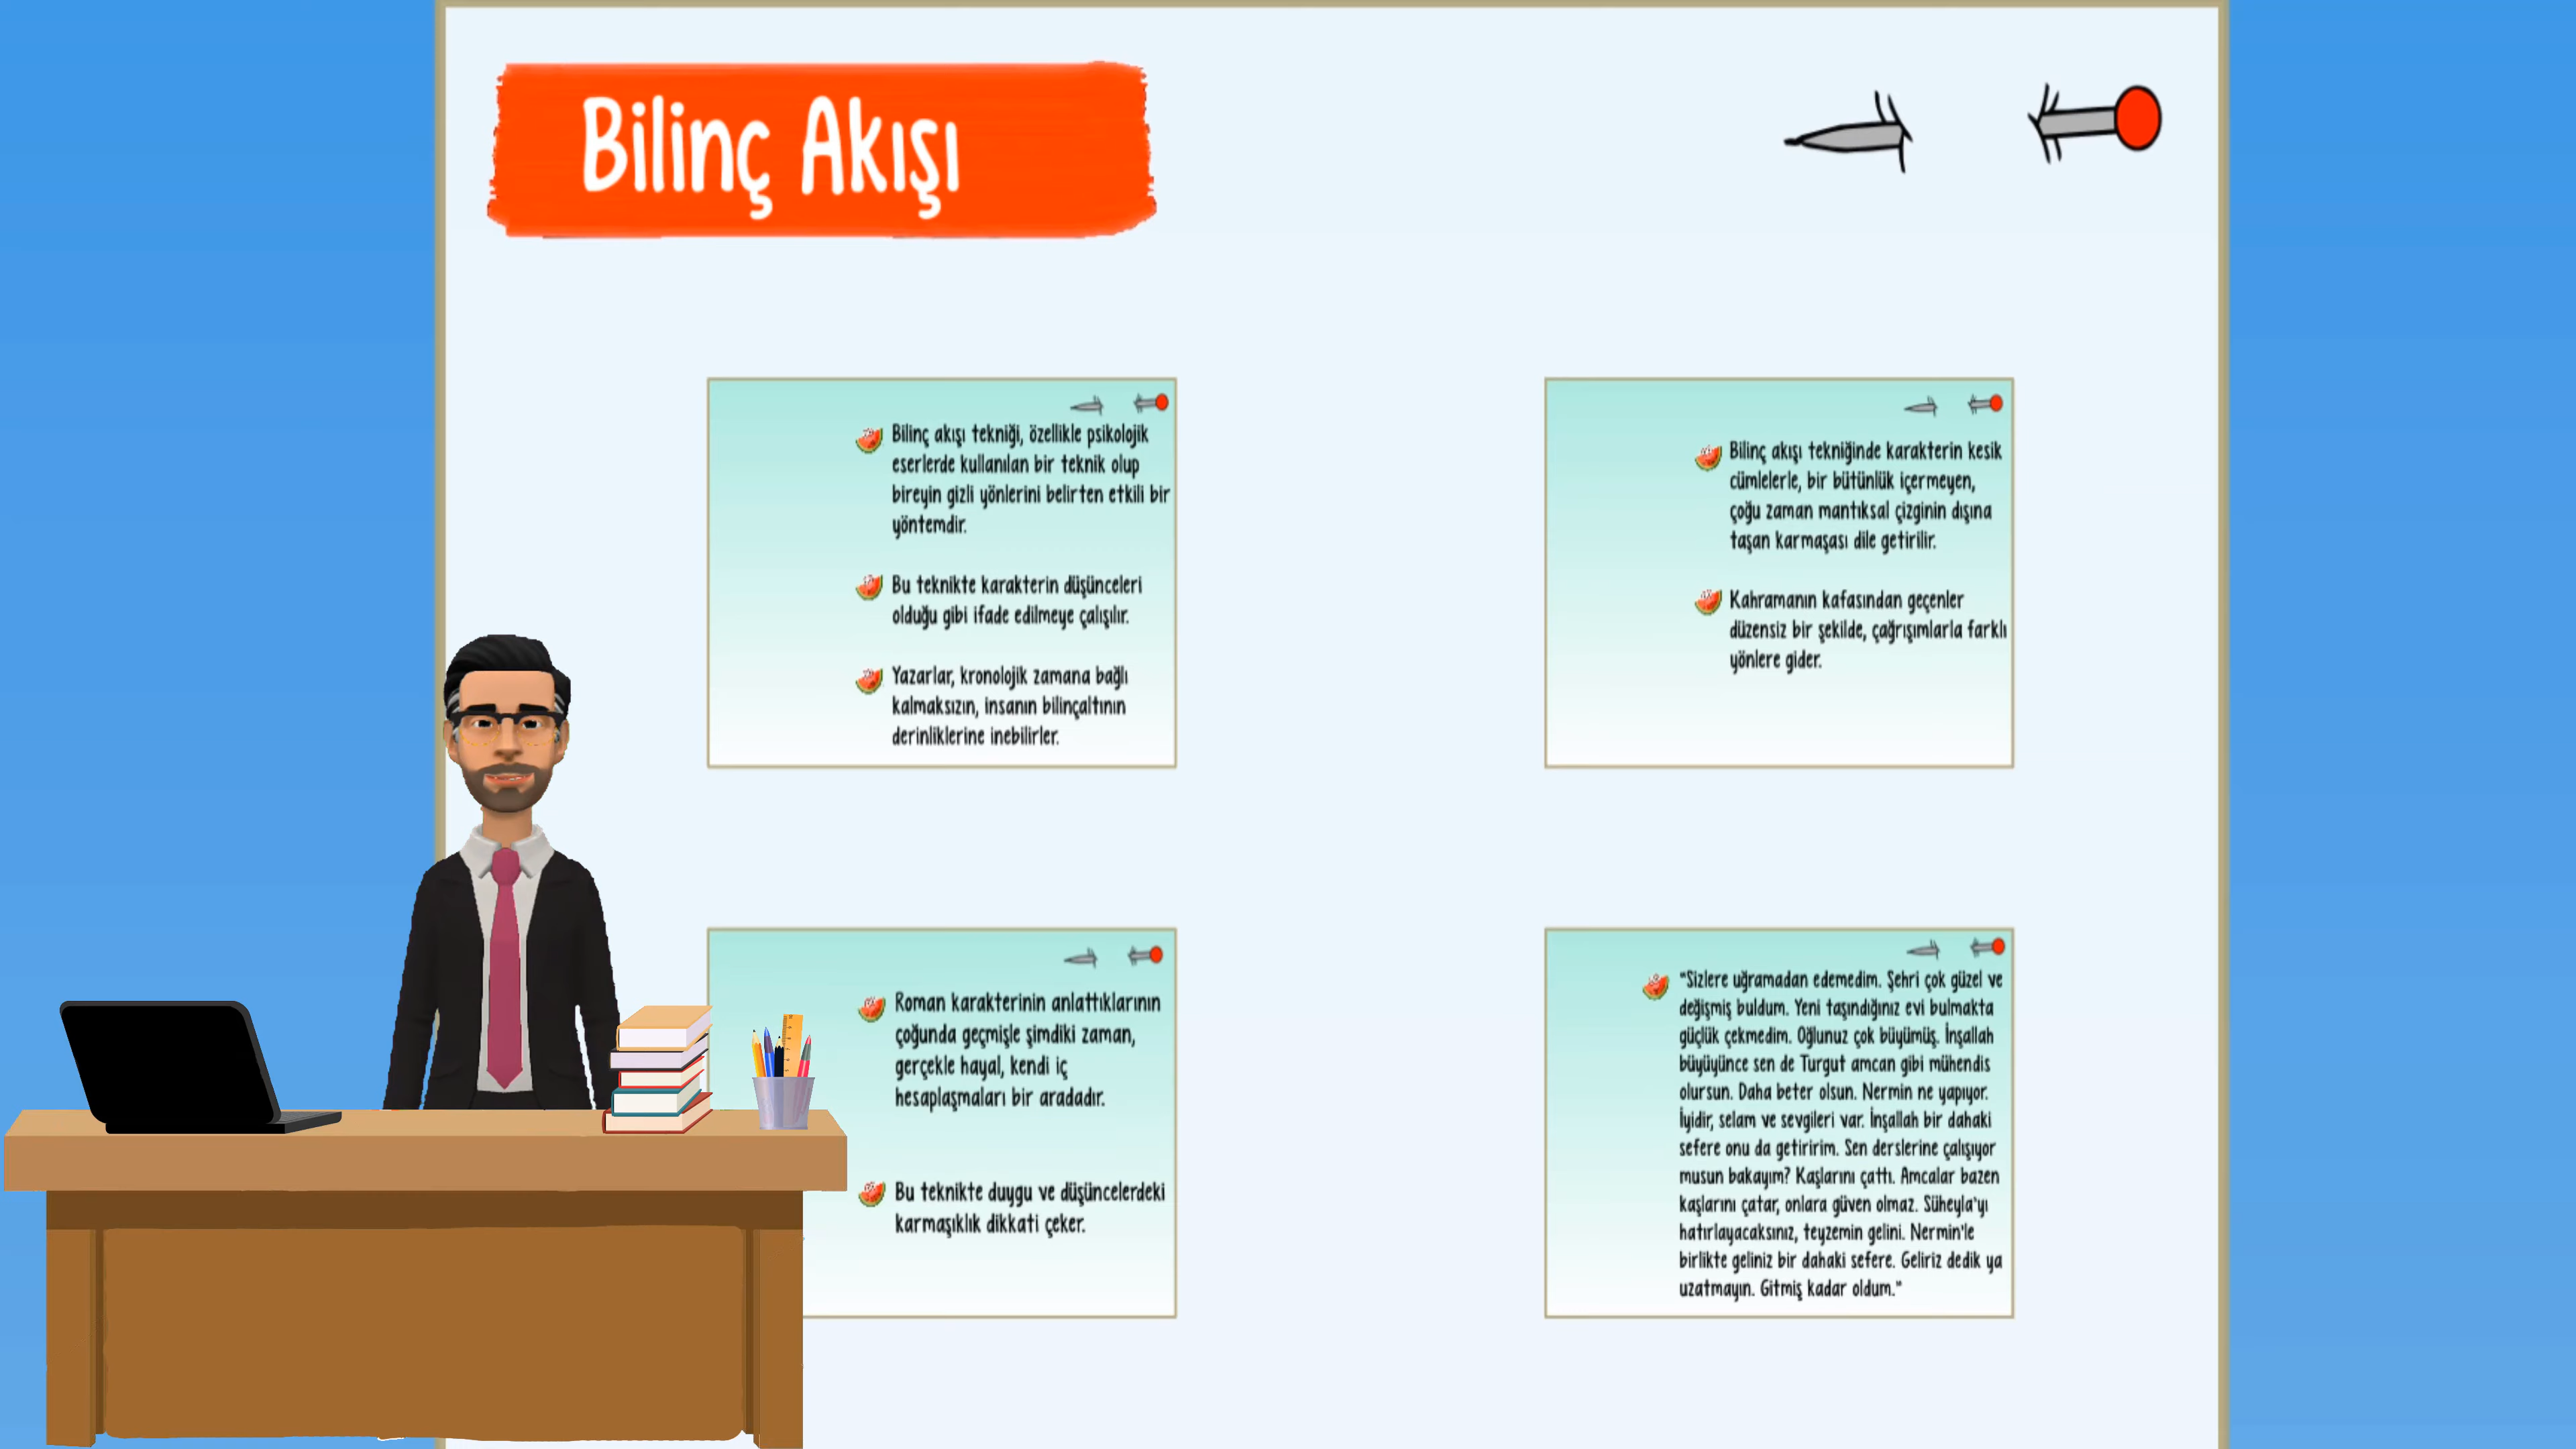 Bilinç Akışı
Bilinç akışı tekniği, özellikle psikolojik
eserlerde kullanılan bir teknik olup
bireyin gizli yönlerini belirten etkili bir
yöntemdir.
Bu teknikte karakterin düşünceleri
olduğu gibi ifade edilmeye çalışılır.
Yazarlar, kronolojik zamana bağlı
kalmaksızın, insanın bilinçaltının
derinliklerine inebilirler.
Bilinç akışı tekniğinde karakterin kesik
cümlelerle, bir bütünlük içermeyen,
çoğu zaman mantıksal çizginin dışına
taşan karmaşası dile getirilir.
Kahramanın kafasından geçenler
düzensiz bir şekilde, çağrışımlarla farklı
yönlere gider.
Roman karakterinin anlattıklarının
çoğunda geçmişle şimdiki zaman,
gerçekle hayal, kendi iç
hesaplaşmaları bir aradadır.
Bu teknikte duygu ve düşüncelerdeki
karmaşıklık dikkati çeker.
"Sizlere uğramadan edemedim. Şehri çok güzel ve
değişmiş buldum. Yeni taşındığınız evi bulmakta
güçlük çekmedim. Oğlunuz çok büyümüş. İnşallah
büyüyünce sen de Turgut amcan gibi mühendis
olursun. Daha beter olsun. Nermin ne yapıyor.
İyidir, selam ve sevgileri var. İnşallah bir dahaki
sefere onu da getiririm. Sen derslerine çalışıyor
musun bakayım? Kaşlarını çattı. Amcalar bazen
kaşlarını çatar, onlara güven olmaz. Süheyla'yı
hatırlayacaksınız, teyzemin gelini. Nermin'le
birlikte geliniz bir dahaki sefere. Geliriz dedik ya
uzatmayın. Gitmiş kadar oldum."